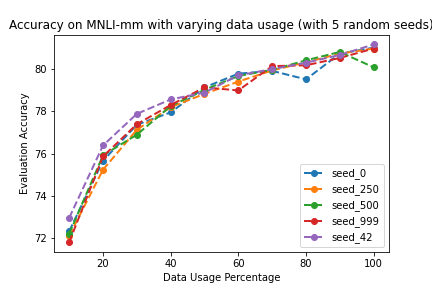 Accuracy on MNLI-mm with varying data usage (with 5 random seeds)
Evaluation Accuracy
80
78
76
74
72
20
40
60
80
100
Data Usage Percentage
seed_0
seed_250
seed_500
seed_999
seed_42